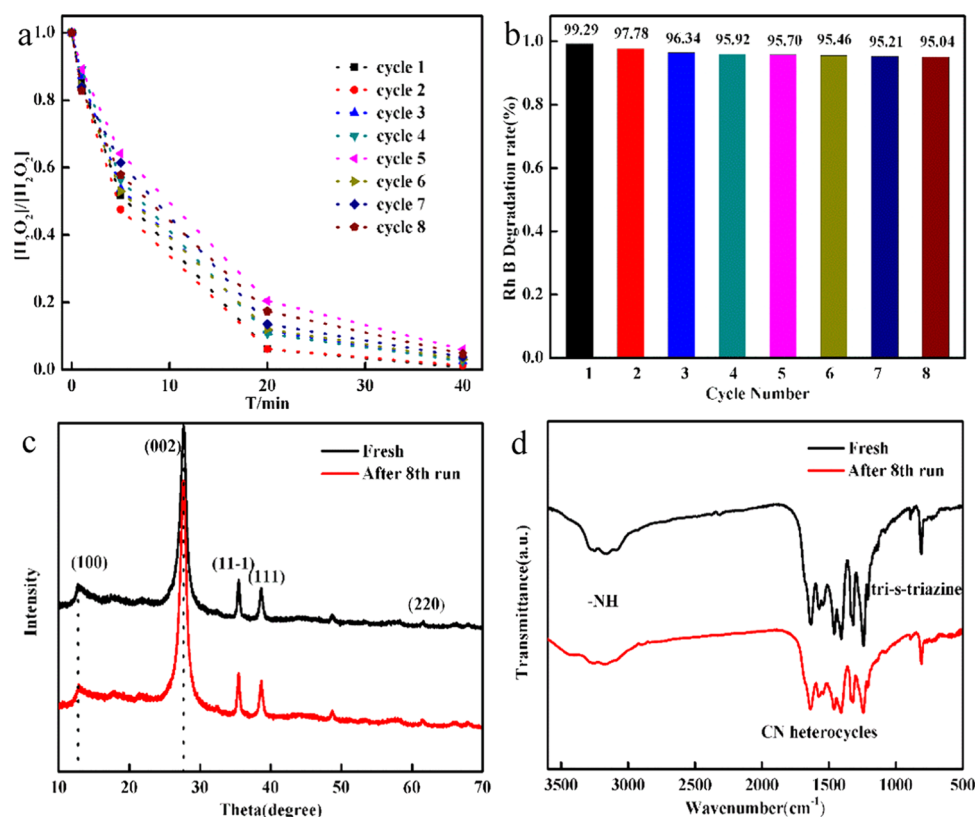 a
1.0
0.8
0.6
0.4
0.2
0.0
[H2O2]/[H2O2]
cycle 1
cycle 2
cycle 3
cycle 4
cycle 5
cycle 6
cycle 7
cycle 8
0
10
20
30
40
T/min
b
99.29 97.78 96.34 95.92 95.70 95.46 95.21 95.04
1.0
0.8
0.6
0.4
0.2
0.0
Rh B Degradation rate(%)
1 2 3 4 5 6 7 8
Cycle Number
c
(002)
Fresh
After 8th run
(100)
(11-1)
(111)
(220)
Intensity
10 20 30 40 50 60 70
Theta(degree)
d
Fresh
After 8th run
-NH
tri-s-triazine
CN heterocycles
Transmittance(a.u.)
3500 3000 2500 2000 1500 1000 500
Wavenumber(cm-1)